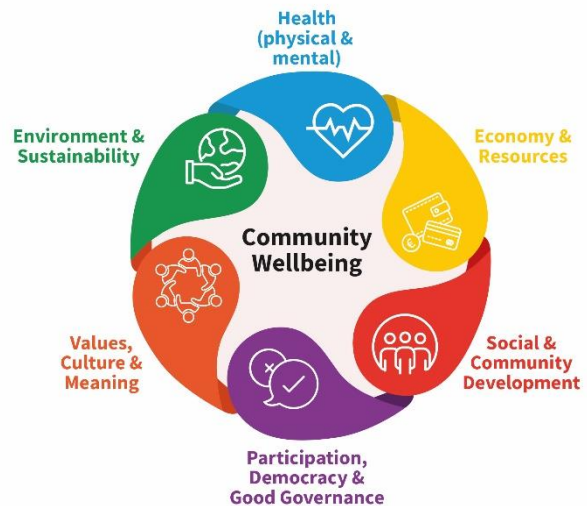 Health
(physical &
mental)
Environment &
Sustainability
Economy &
Resources
Community
Wellbeing
€
Values,
Culture &
Meaning
Social &
Community
Development
Participation,
Democracy &
Good Governance